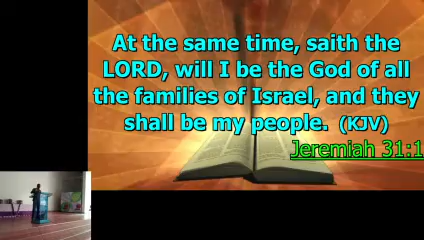 At the same time, saith the
LORD, will I be the God of all
the families of Israel, and they
shall be my people. (KJV)
Jeremiah 31:1